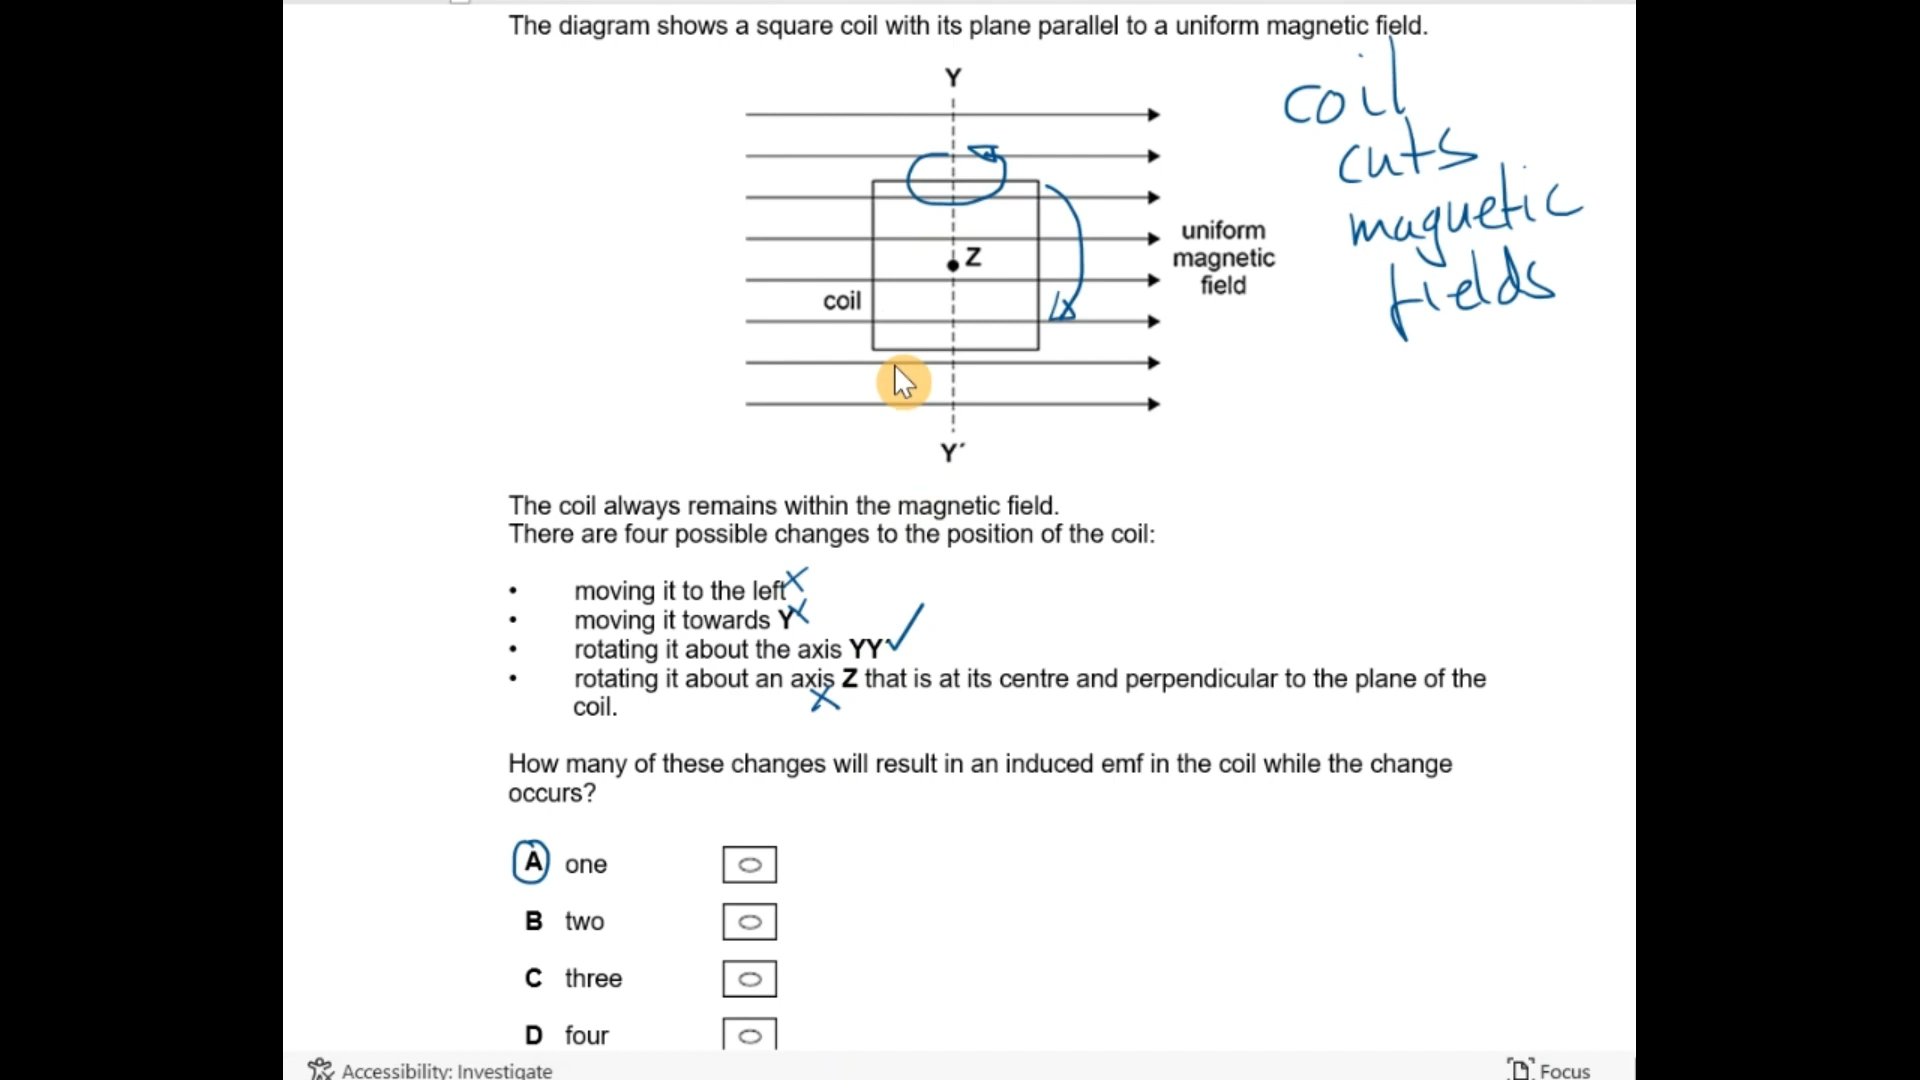 The diagram shows a square coil with its plane parallel to a uniform magnetic field.
Y
Z
coil
uniform
magnetic
field
Y´
coil
cuts
magnetic
fields
The coil always remains within the magnetic field.
There are four possible changes to the position of the coil:
• moving it to the left
• moving it towards Y
• rotating it about the axis YY´
• rotating it about an axis Z that is at its centre and perpendicular to the plane of the
coil.
How many of these changes will result in an induced emf in the coil while the change
occurs?
A one
B two
C three
D four
Accessibility: Investigate
Focus